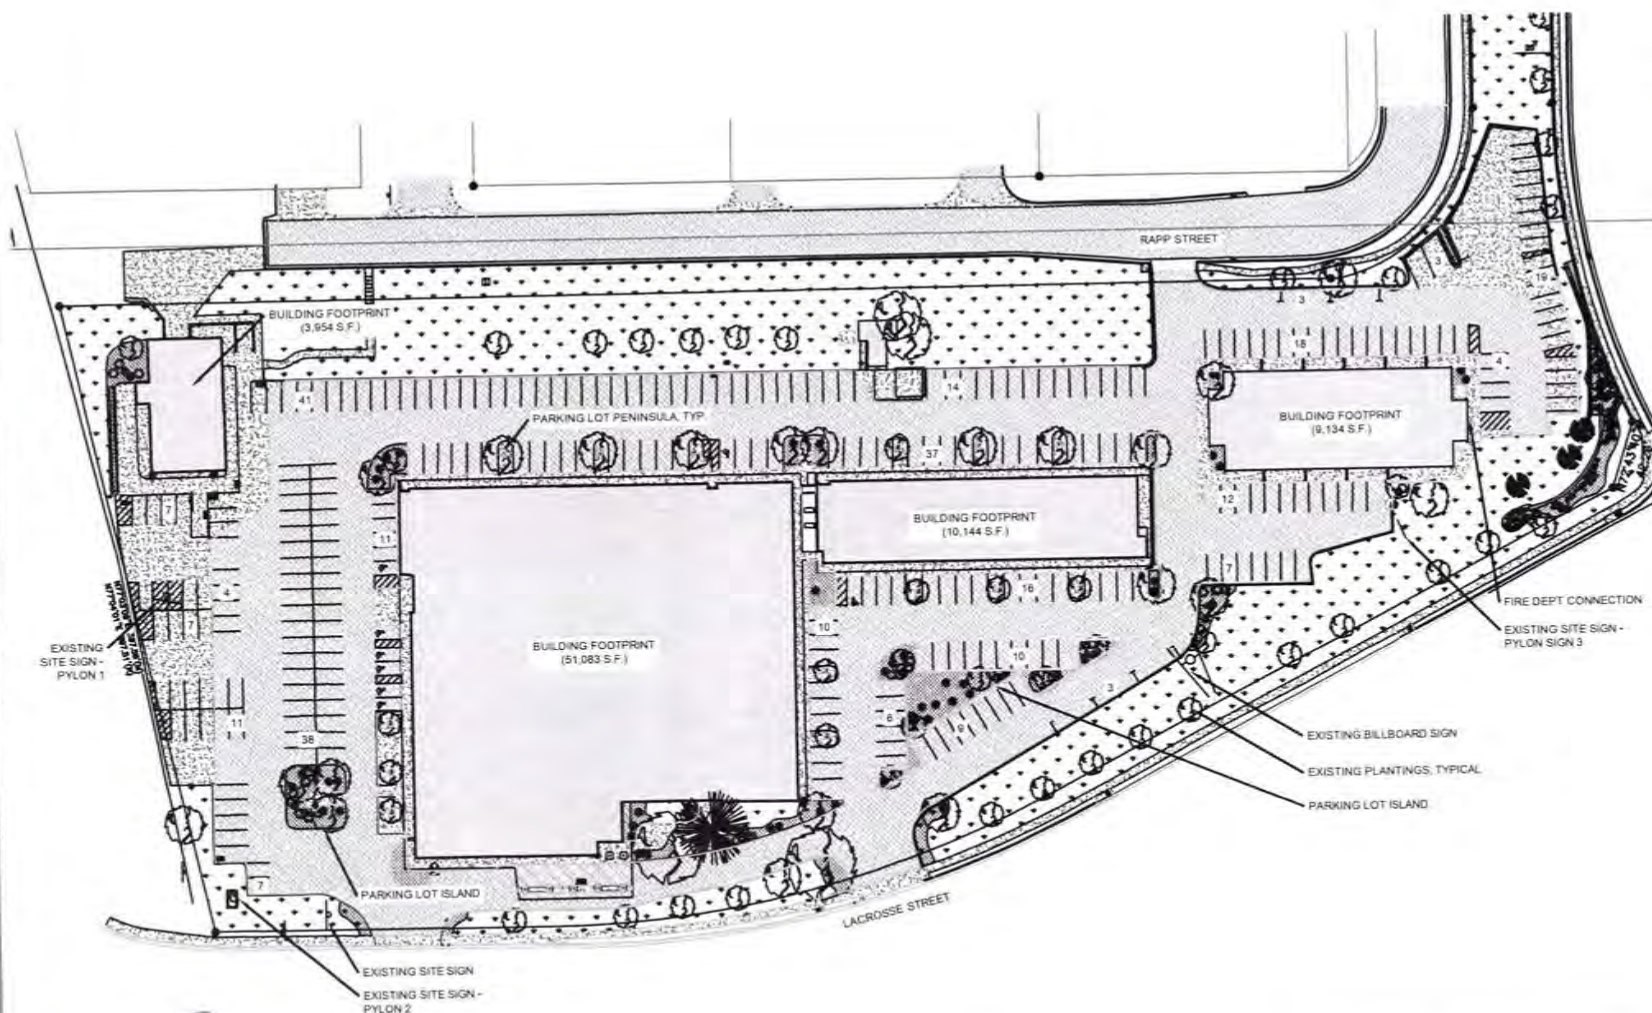 RAPP STREET
3
3
BUILDING FOOTPRINT
(3,954 S.F.)
18
4
41
14
PARKING LOT PENINSULA, TYP.
BUILDING FOOTPRINT
(9,134 S.F.)
37
7
12
BUILDING FOOTPRINT
(10,144 S.F.)
11
7
4
16
FIRE DEPT CONNECTION
7
10
EXISTING
SITE SIGN -
PYLON 1
EXISTING SITE SIGN -
PYLON SIGN 3
BUILDING FOOTPRINT
(51,083 S.F.)
10
3
11
38
9
EXISTING BILLBOARD SIGN
EXISTING PLANTINGS, TYPICAL
PARKING LOT ISLAND
7
PARKING LOT ISLAND
LACROSSE STREET
EXISTING SITE SIGN
EXISTING SITE SIGN -
PYLON 2